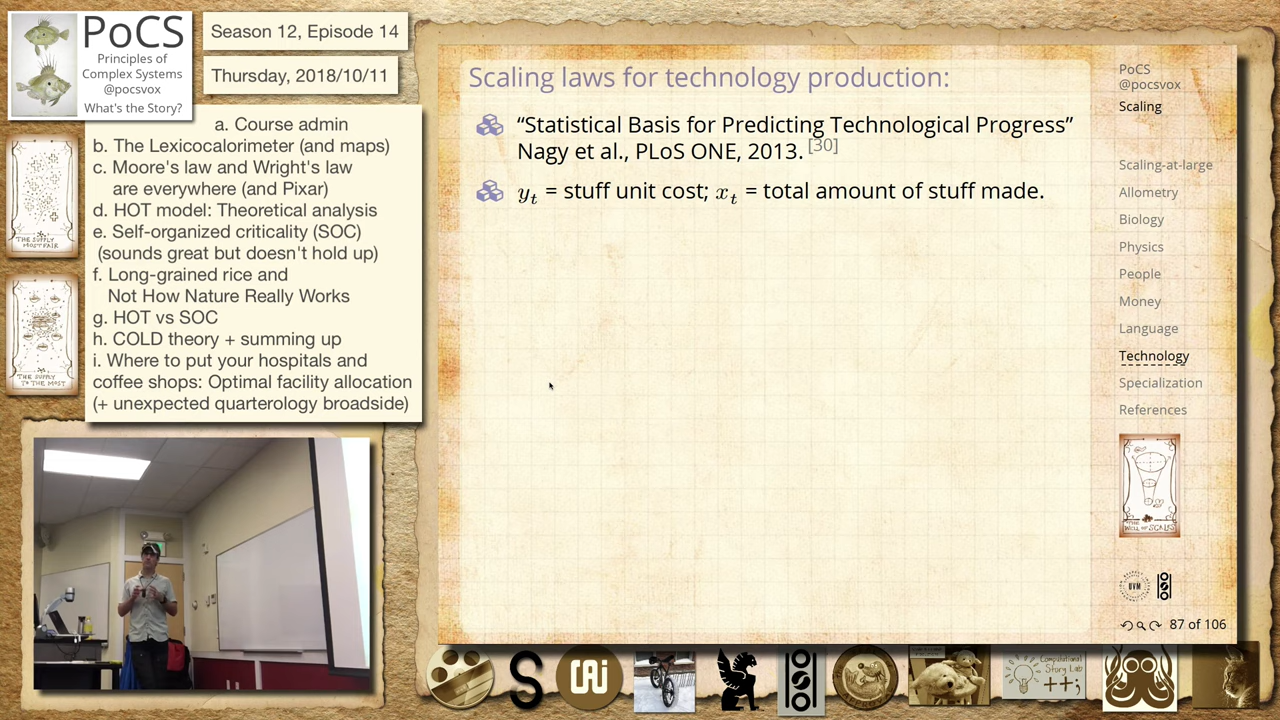 PoCS
Principles of
Complex Systems
@pocsvox
What's the Story?
Season 12, Episode 14
Thursday, 2018/10/11
a. Course admin
b. The Lexicocalorimeter (and maps)
c. Moore's law and Wright's law
are everywhere (and Pixar)
d. HOT model: Theoretical analysis
e. Self-organized criticality (SOC)
(sounds great but doesn't hold up)
f. Long-grained rice and
Not How Nature Really Works
g. HOT vs SOC
h. COLD theory + summing up
i. Where to put your hospitals and
coffee shops: Optimal facility allocation
(+ unexpected quarterology broadside)
Scaling laws for technology production:
“Statistical Basis for Predicting Technological Progress”
Nagy et al., PLoS ONE, 2013. [30]
yₜ = stuff unit cost; xₜ = total amount of stuff made.
PoCS
@pocsvox
Scaling
Scaling-at-large
Allometry
Biology
Physics
People
Money
Language
Technology
Specialization
References
UVM
87 of 106
Computational
Story Lab
++;